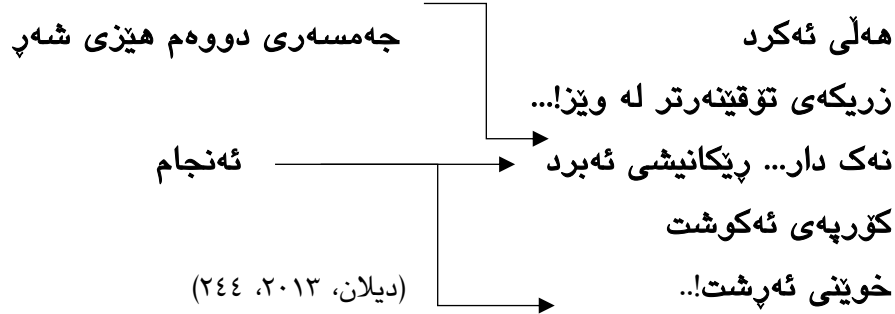 هەڵی ئەکرد
جەمسەری دووەم هێزی شەڕ
زریکەی تۆقێنەرتر لە وێز!...
نەک دار... ڕێکانیشی ئەبرد
ئەنجام
کۆرپەی ئەکوشت
خوێنی ئەڕشت!..
(دیلان، ٢٠١٣، ٢٤٤)